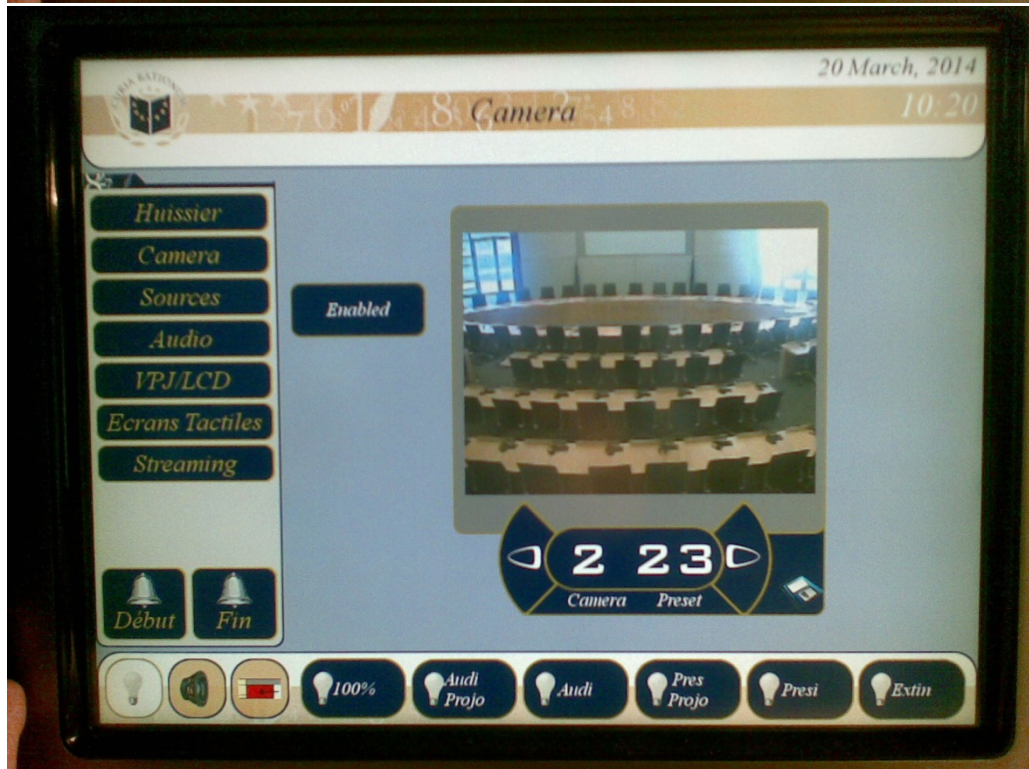 20 March, 2014
10:20
Camera
Huissier
Camera
Sources
Audio
VPJ/LCD
Ecrans Tactiles
Streaming
Début
Fin
Enabled
2 23
Camera Preset
100%
Audi
Projo
Audi
Pres
Projo
Presi
Extin